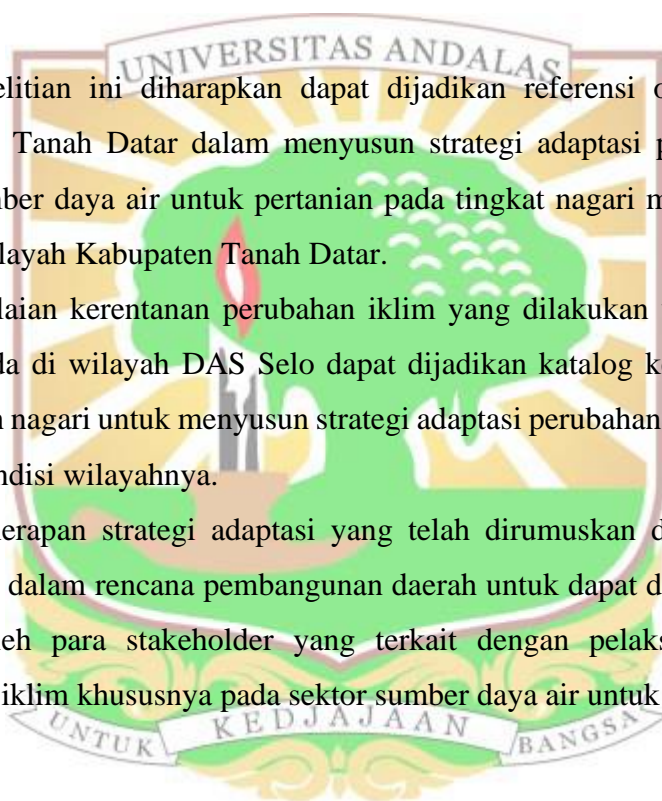 UNIVERSITAS ANDALAS
elitian ini diharapkan dapat dijadikan referensi
Tanah Datar dalam menyusun strategi adaptasi
ber daya air untuk pertanian pada tingkat nagari
layah Kabupaten Tanah Datar.
laian kerentanan perubahan iklim yang dilakukan
da di wilayah DAS Selo dapat dijadikan katalog
nagari untuk menyusun strategi adaptasi perubahan
ndisi wilayahnya.
erapan strategi adaptasi yang telah dirumuskan
dalam rencana pembangunan daerah untuk dapat
eh para stakeholder yang terkait dengan
iklim khususnya pada sektor sumber daya air untuk
UNTUK KEDJAJAAN BANGSA